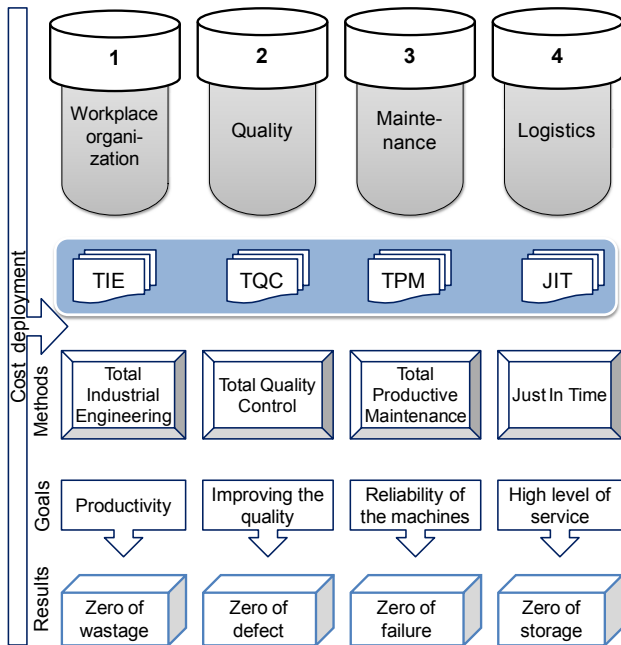 1
2
3
4
Workplace
organi-
zation
Quality
Mainte-
nance
Logistics
TIE
TQC
TPM
JIT
Cost deployment
Methods
Total
Industrial
Engineering
Total Quality
Control
Total
Productive
Maintenance
Just In Time
Goals
Productivity
Improving the
quality
Reliability of
the machines
High level of
service
Results
Zero of
wastage
Zero of
defect
Zero of
failure
Zero of
storage